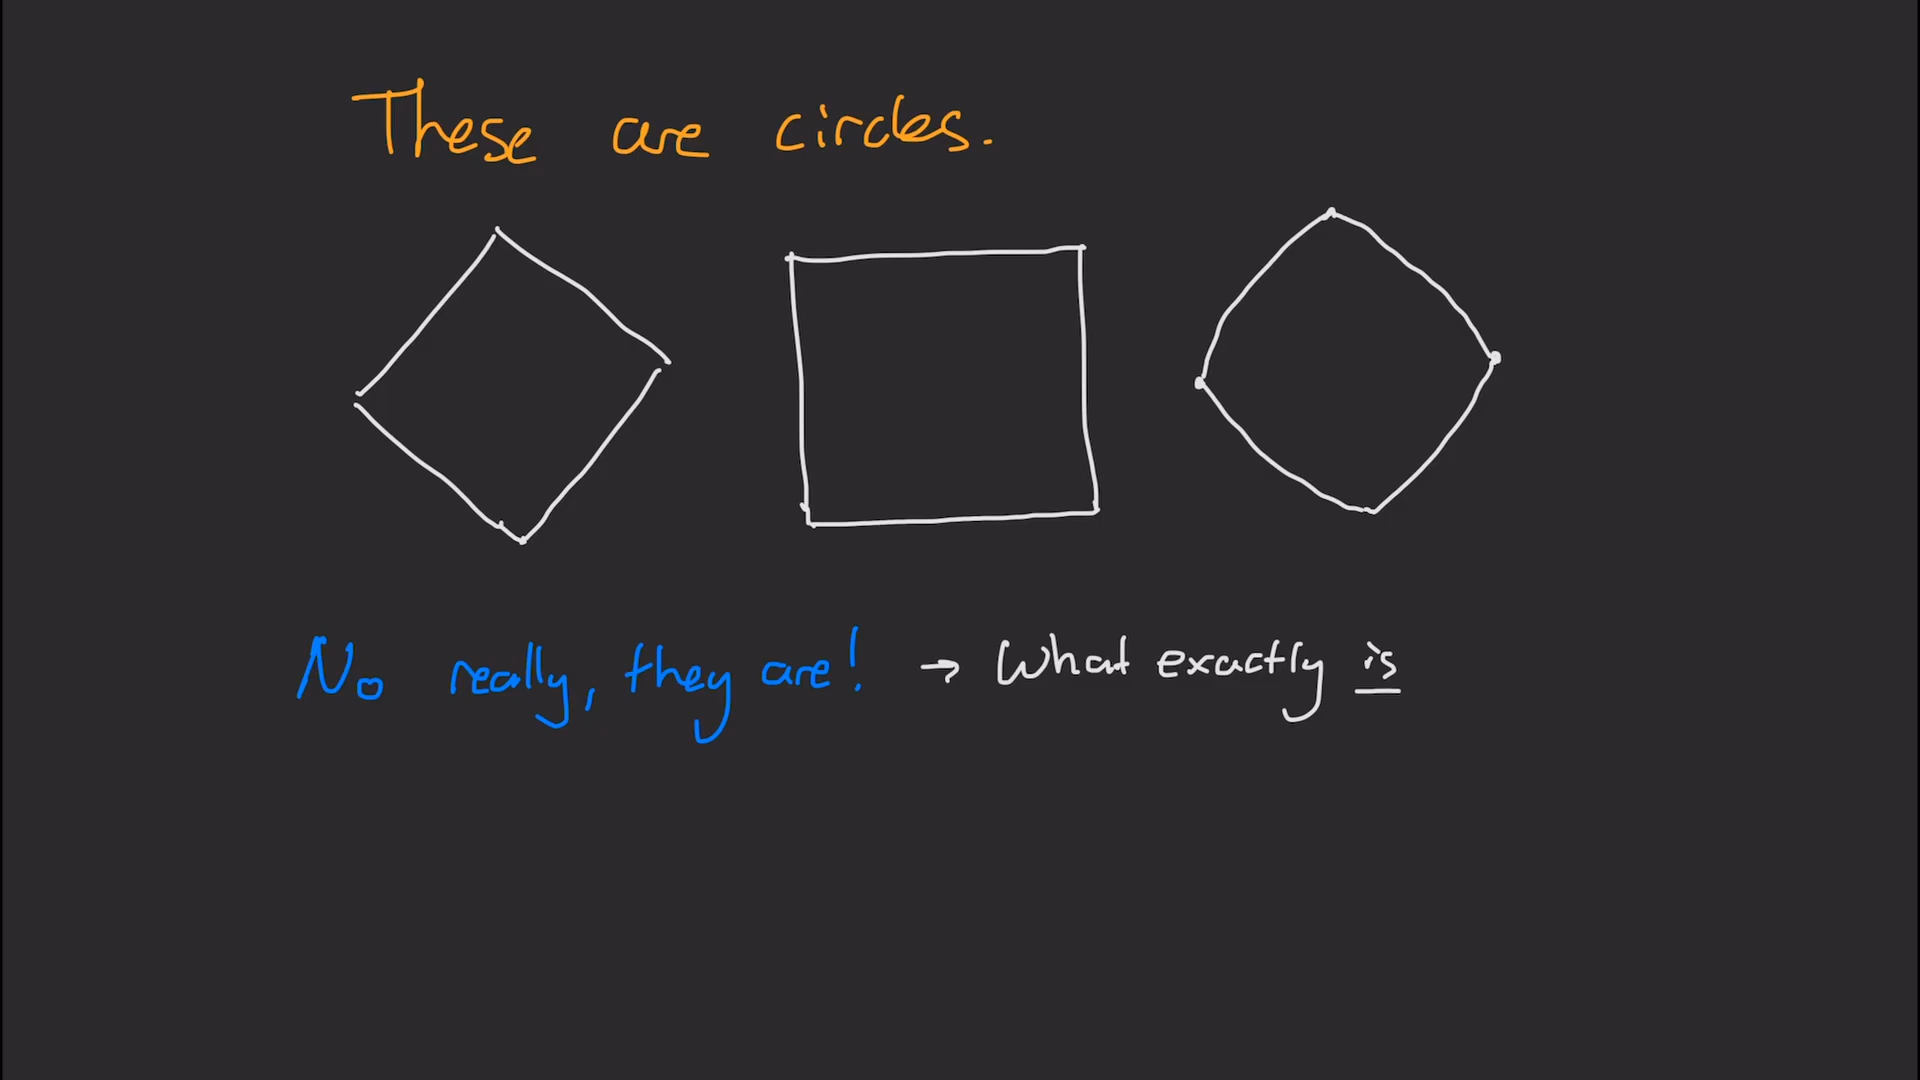 These are circles.
No really, they are! → What exactly is